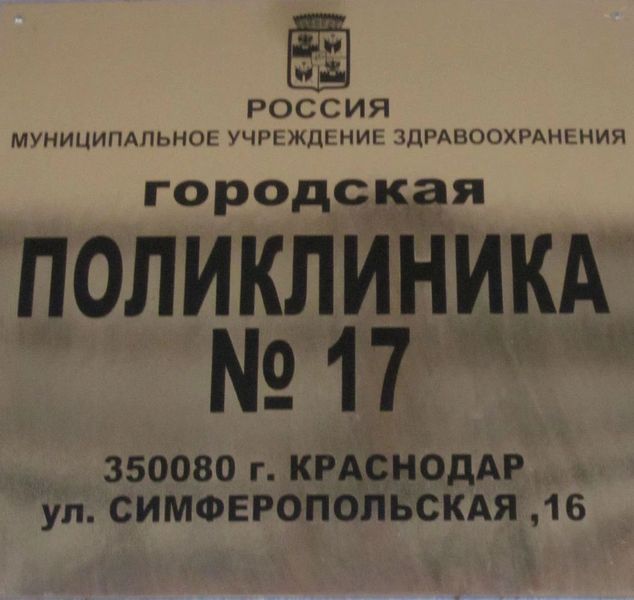 РОССИЯ
МУНИЦИПАЛЬНОЕ УЧРЕЖДЕНИЕ ЗДРАВООХРАНЕНИЯ
городская
ПОЛИКЛИНИКА
№ 17
350080 г. КРАСНОДАР
ул. СИМФЕРОПОЛЬСКАЯ ,16